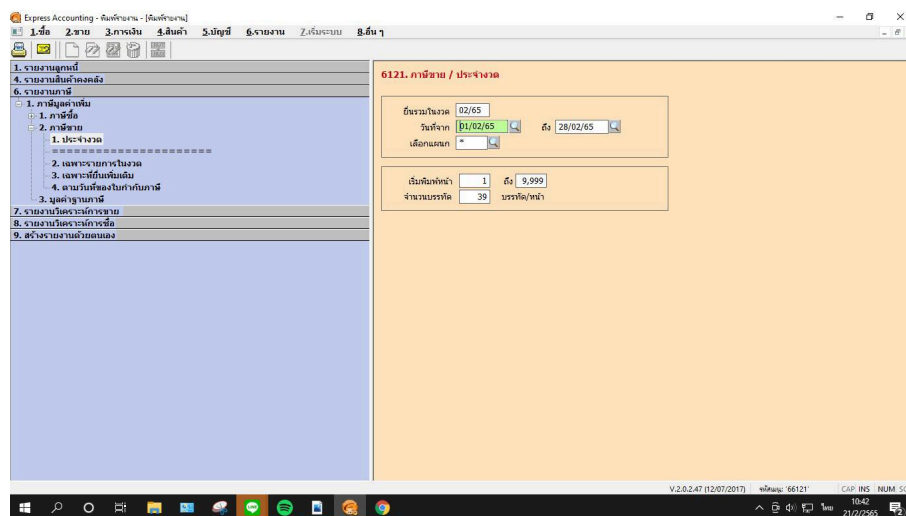 Express Accounting - พิมพ์รายงาน - [พิมพ์รายงาน]
1.ซื้อ 2.ขาย 3.การเงิน 4.สินค้า 5.บัญชี 6.รายงาน 7.เริ่มระบบ 8.อื่น ๆ
1. รายงานลูกหนี้
4. รายงานสินค้าคงคลัง
6. รายงานภาษี
1. ภาษีมูลค่าเพิ่ม
1. ภาษีซื้อ
2. ภาษีขาย
1. ประจำงวด
======================
2. เฉพาะรายการในงวด
3. เฉพาะที่ยื่นเพิ่มเติม
4. ตามวันที่ของใบกำกับภาษี
3. มูลค่าฐานภาษี
7. รายงานวิเคราะห์การขาย
8. รายงานวิเคราะห์การซื้อ
9. สร้างรายงานด้วยตนเอง
6121. ภาษีขาย / ประจำงวด
ยื่นรวมในงวด 02/65
วันที่จาก 01/02/65 ถึง 28/02/65
เลือกแผนก *
เริ่มพิมพ์หน้า 1 ถึง 9,999
จำนวนบรรทัด 39 บรรทัด/หน้า
V.2.0.2.47 (12/07/2017) รหัสเมนู: '66121' CAP INS NUM SC
ไทย 10:42
21/2/2565